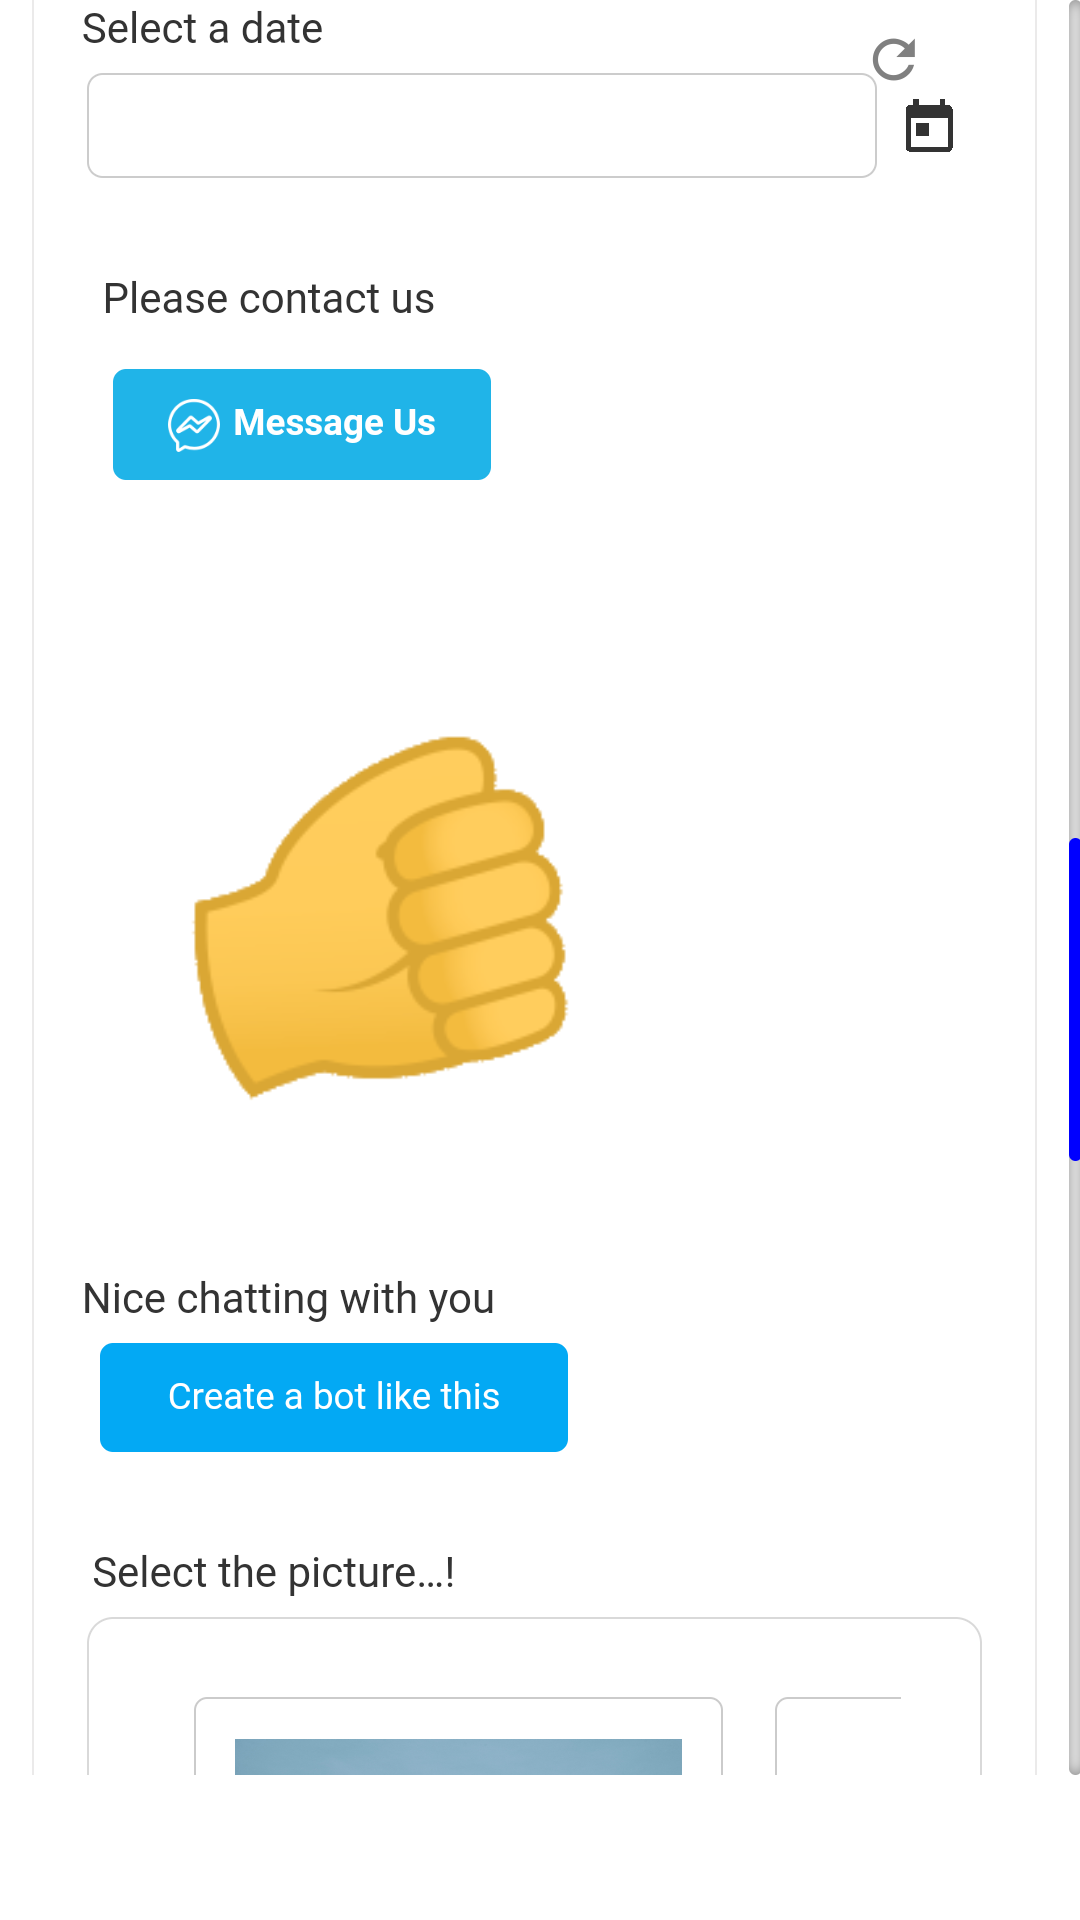 Select a date
Please contact us
Message Us
Nice chatting with you
Create a bot like this
Select the picture...!